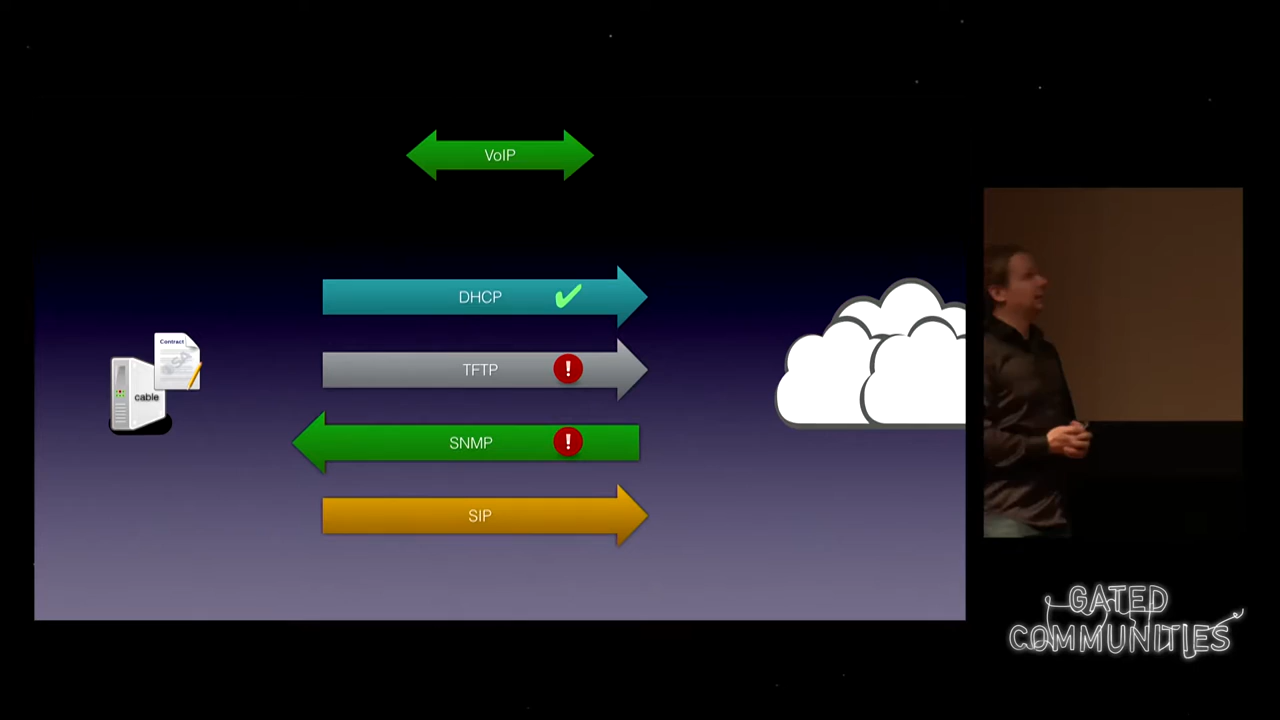 VoIP
DHCP
TFTP
!
SNMP
!
SIP
Contract
cable
GATED
COMMUNITIES